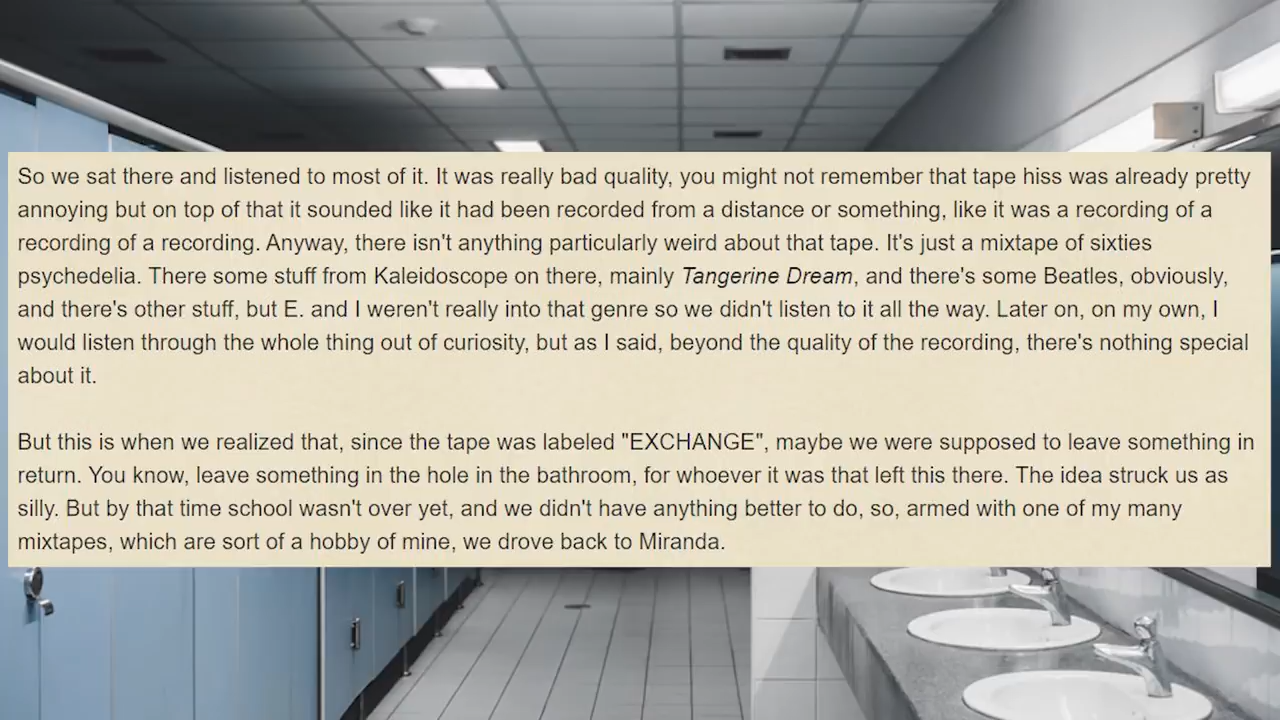 So we sat there and listened to most of it. It was really bad quality, you might not remember that tape hiss was already pretty
annoying but on top of that it sounded like it had been recorded from a distance or something, like it was a recording of a
recording of a recording. Anyway, there isn't anything particularly weird about that tape. It's just a mixtape of sixties
psychedelia. There some stuff from Kaleidoscope on there, mainly Tangerine Dream, and there's some Beatles, obviously,
and there's other stuff, but E. and I weren't really into that genre so we didn't listen to it all the way. Later on, on my own, I
would listen through the whole thing out of curiosity, but as I said, beyond the quality of the recording, there's nothing special
about it.
But this is when we realized that, since the tape was labeled "EXCHANGE", maybe we were supposed to leave something in
return. You know, leave something in the hole in the bathroom, for whoever it was that left this there. The idea struck us as
silly. But by that time school wasn't over yet, and we didn't have anything better to do, so, armed with one of my many
mixtapes, which are sort of a hobby of mine, we drove back to Miranda.